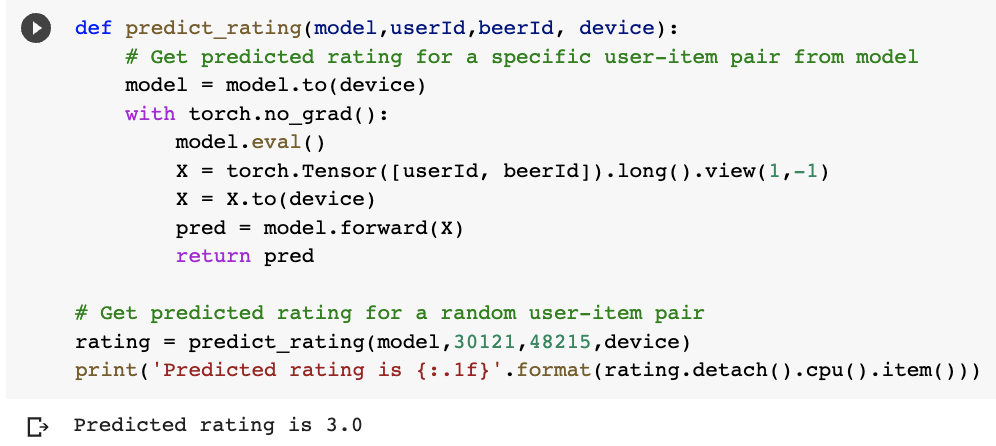 def predict_rating(model,userId,beerId, device):
    # Get predicted rating for a specific user-item pair from model
    model = model.to(device)
    with torch.no_grad():
        model.eval()
        X = torch.Tensor([userId, beerId]).long().view(1,-1)
        X = X.to(device)
        pred = model.forward(X)
        return pred

# Get predicted rating for a random user-item pair
rating = predict_rating(model,30121,48215,device)
print('Predicted rating is {:.1f}'.format(rating.detach().cpu().item()))
Predicted rating is 3.0